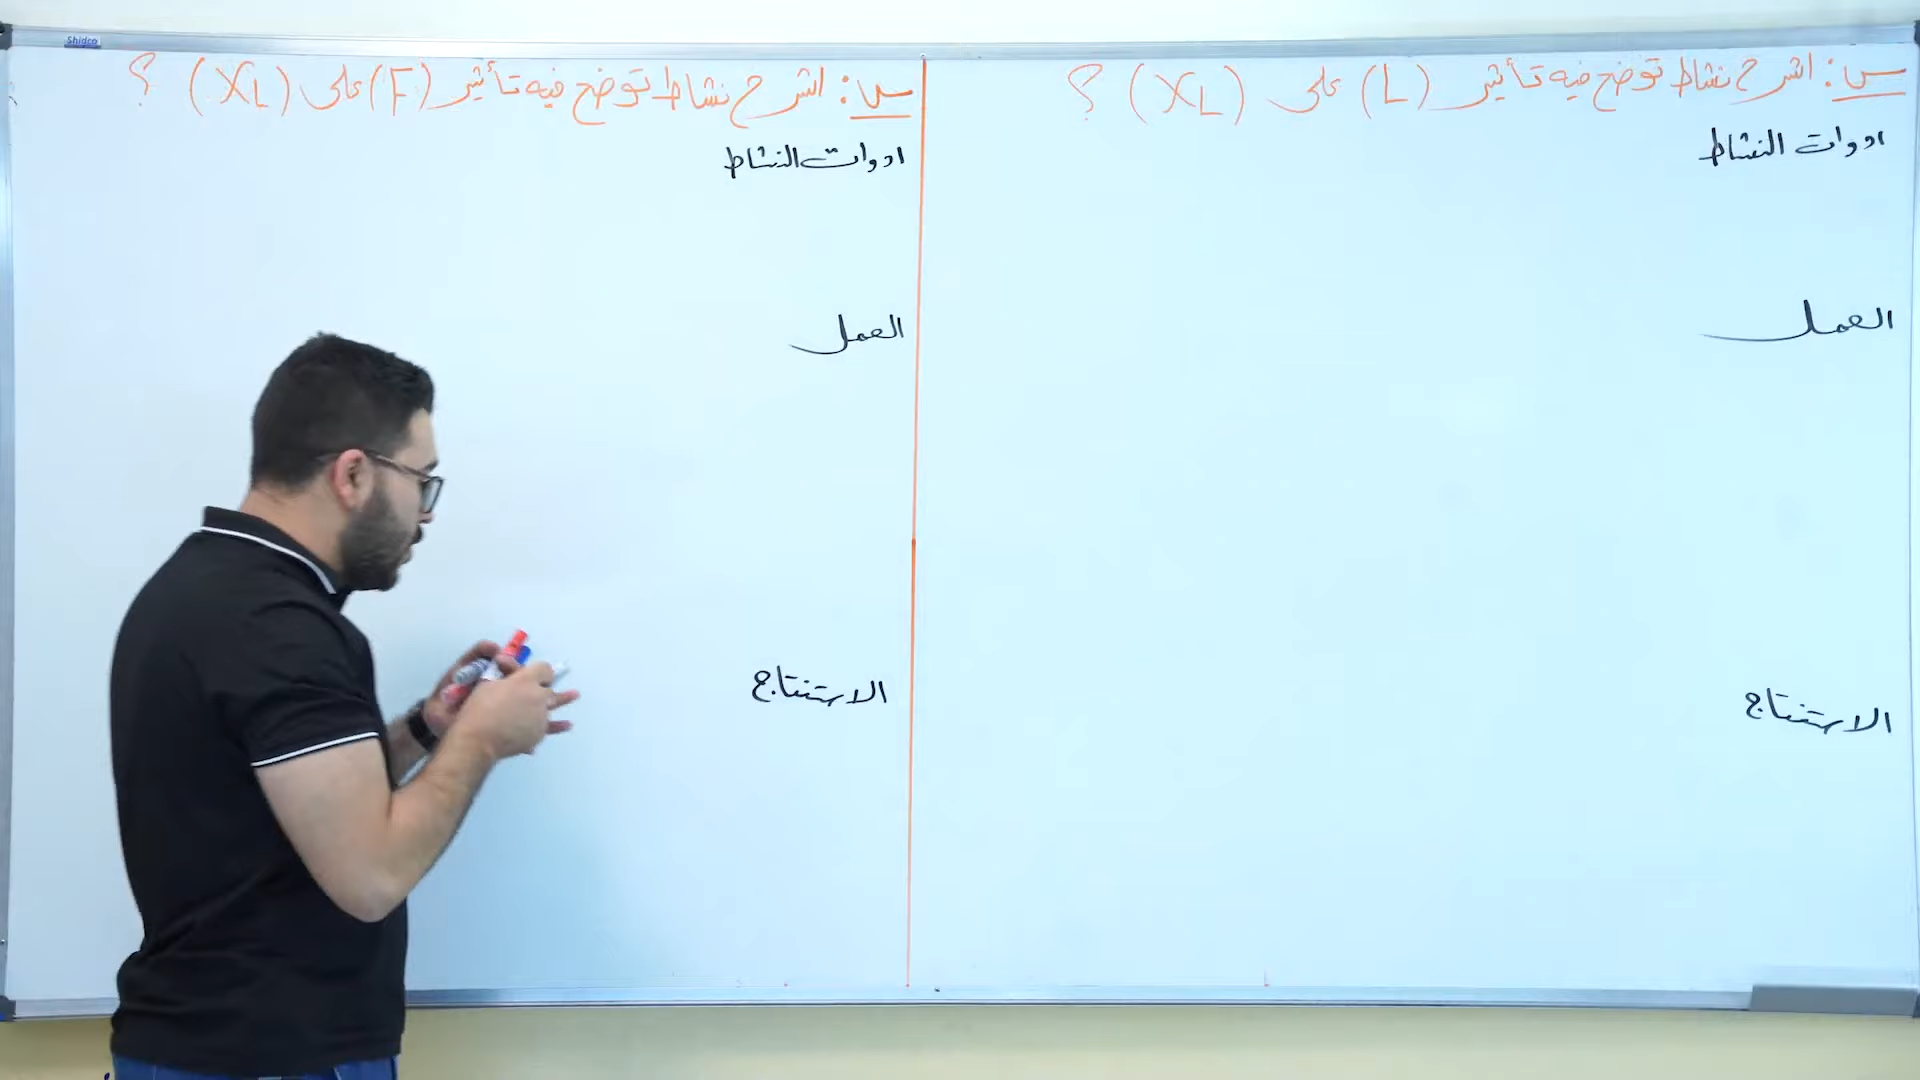 س: اشرح نشاط توضح فيه تأثير (L) على (XL) ؟
ادوات النشاط
العمل
الاستنتاج
س: اشرح نشاط توضح فيه تأثير (F) على (XL) ؟
ادوات النشاط
العمل
الاستنتاج
Shidco